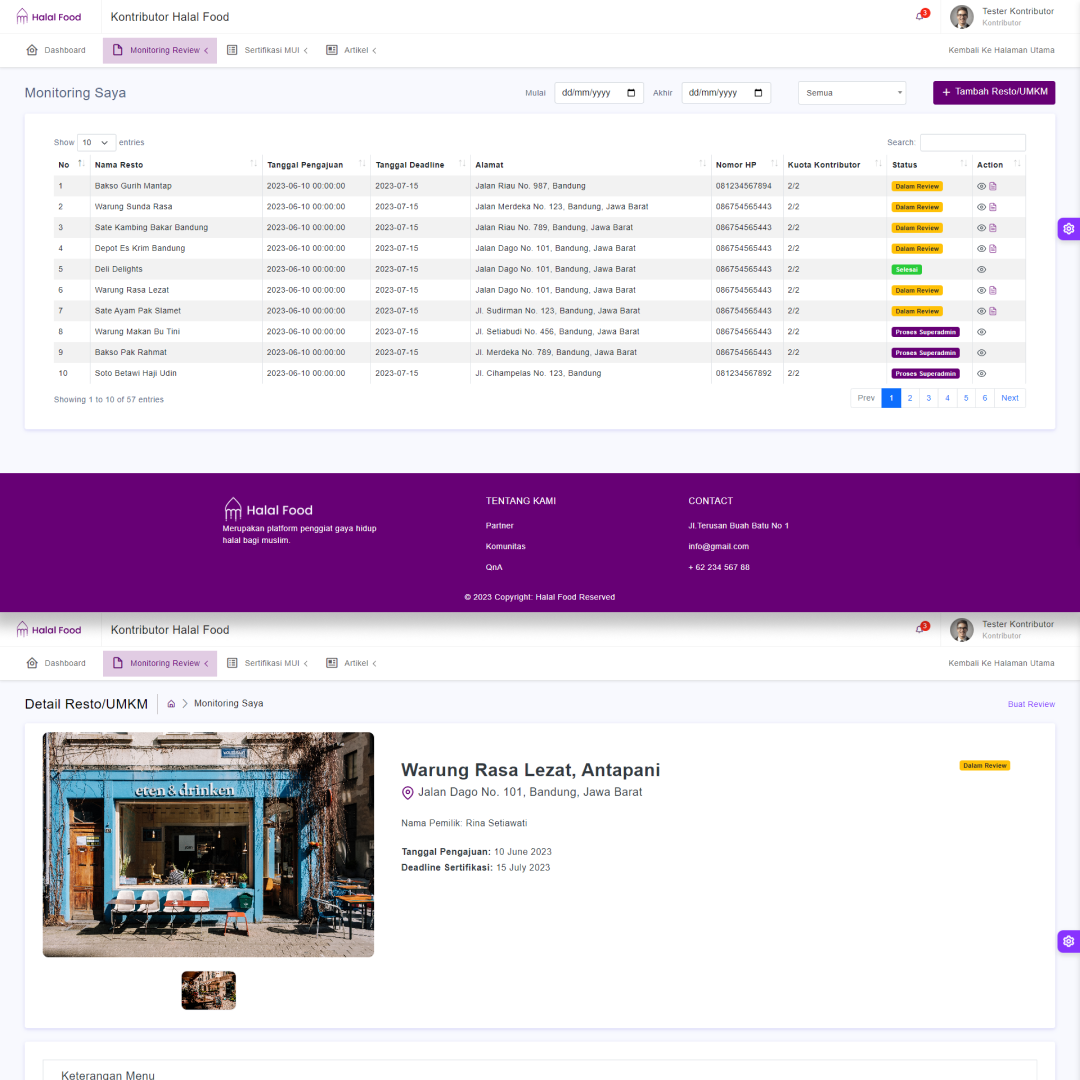 Halal Food
Kontributor Halal Food
3
Tester Kontributor
Kontributor
Dashboard
Monitoring Review
Sertifikasi MUI
Artikel
Kembali Ke Halaman Utama
Monitoring Saya
Mulai dd/mm/yyyy Akhir dd/mm/yyyy Semua + Tambah Resto/UMKM
Show 10 entries Search:
No Nama Resto Tanggal Pengajuan Tanggal Deadline Alamat Nomor HP Kuota Kontributor Status Action
1 Bakso Gurih Mantap 2023-06-10 00:00:00 2023-07-15 Jalan Riau No. 987, Bandung 081234567894 2/2 Dalam Review
2 Warung Sunda Rasa 2023-06-10 00:00:00 2023-07-15 Jalan Merdeka No. 123, Bandung, Jawa Barat 086754565443 2/2 Dalam Review
3 Sate Kambing Bakar Bandung 2023-06-10 00:00:00 2023-07-15 Jalan Riau No. 789, Bandung, Jawa Barat 086754565443 2/2 Dalam Review
4 Depot Es Krim Bandung 2023-06-10 00:00:00 2023-07-15 Jalan Dago No. 101, Bandung, Jawa Barat 086754565443 2/2 Dalam Review
5 Deli Delights 2023-06-10 00:00:00 2023-07-15 Jalan Dago No. 101, Bandung, Jawa Barat 086754565443 2/2 Selesai
6 Warung Rasa Lezat 2023-06-10 00:00:00 2023-07-15 Jalan Dago No. 101, Bandung, Jawa Barat 086754565443 2/2 Dalam Review
7 Sate Ayam Pak Slamet 2023-06-10 00:00:00 2023-07-15 Jl. Sudirman No. 123, Bandung, Jawa Barat 086754565443 2/2 Dalam Review
8 Warung Makan Bu Tini 2023-06-10 00:00:00 2023-07-15 Jl. Setiabudi No. 456, Bandung, Jawa Barat 086754565443 2/2 Proses Superadmin
9 Bakso Pak Rahmat 2023-06-10 00:00:00 2023-07-15 Jl. Merdeka No. 789, Bandung, Jawa Barat 086754565443 2/2 Proses Superadmin
10 Soto Betawi Haji Udin 2023-06-10 00:00:00 2023-07-15 Jl. Cihampelas No. 123, Bandung 081234567892 2/2 Proses Superadmin
Showing 1 to 10 of 57 entries Prev 1 2 3 4 5 6 Next
Halal Food
Merupakan platform penggiat gaya hidup
halal bagi muslim.
TENTANG KAMI
Partner
Komunitas
QnA
CONTACT
Jl.Terusan Buah Batu No 1
info@gmail.com
+ 62 234 567 88
© 2023 Copyright: Halal Food Reserved
Halal Food
Kontributor Halal Food
3
Tester Kontributor
Kontributor
Dashboard
Monitoring Review
Sertifikasi MUI
Artikel
Kembali Ke Halaman Utama
Detail Resto/UMKM
Monitoring Saya
Buat Review
eten & drinken
Warung Rasa Lezat, Antapani
Dalam Review
Jalan Dago No. 101, Bandung, Jawa Barat
Nama Pemilik: Rina Setiawati
Tanggal Pengajuan: 10 June 2023
Deadline Sertifikasi: 15 July 2023
Keterangan Menu